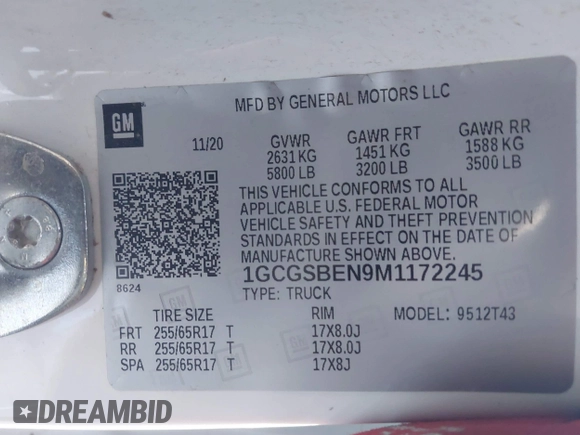 MFD BY GENERAL MOTORS LLC
GM
11/20 GVWR GAWR FRT GAWR RR
2631 KG 1451 KG 1588 KG
5800 LB 3200 LB 3500 LB
THIS VEHICLE CONFORMS TO ALL
APPLICABLE U.S. FEDERAL MOTOR
VEHICLE SAFETY AND THEFT PREVENTION
STANDARDS IN EFFECT ON THE DATE OF
MANUFACTURE SHOWN ABOVE.
8624 1GCGSBEN9M1172245
TYPE: TRUCK
TIRE SIZE RIM MODEL: 9512T43
FRT 255/65R17 T 17X8.0J
RR 255/65R17 T 17X8.0J
SPA 255/65R17 T 17X8J
DREAMBID